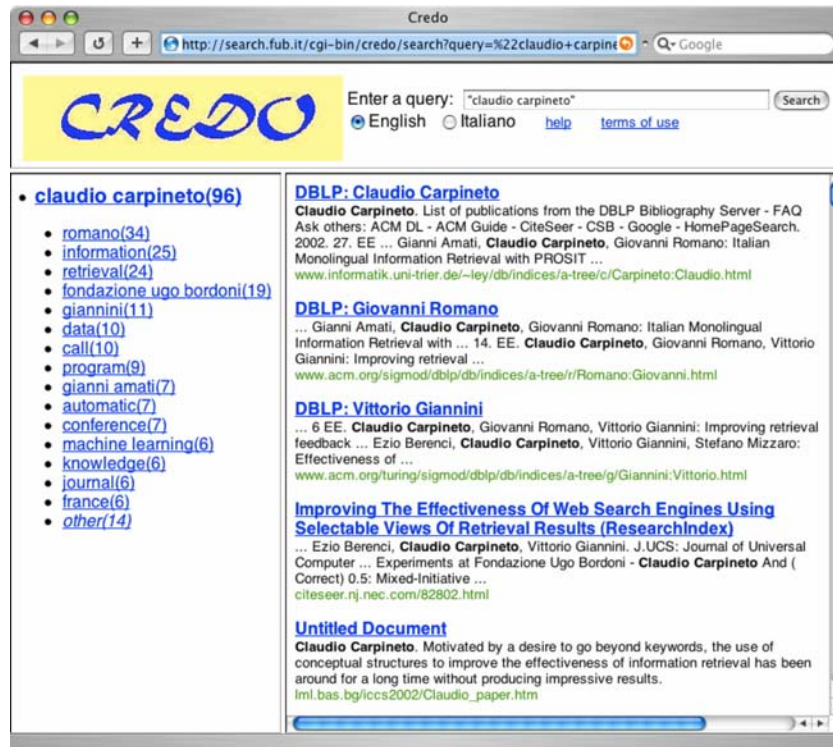 Credo
http://search.fub.it/cgi-bin/credo/search?query=%22claudio+carpine
Google
CREDO
Enter a query: "claudio carpineto" Search
English Italiano help terms of use
claudio carpineto(96)
romano(34)
information(25)
retrieval(24)
fondazione ugo bordoni(19)
giannini(11)
data(10)
call(10)
program(9)
gianni amati(7)
automatic(7)
conference(7)
machine learning(6)
knowledge(6)
journal(6)
france(6)
other(14)
DBLP: Claudio Carpineto
Claudio Carpineto. List of publications from the DBLP Bibliography Server - FAQ
Ask others: ACM DL - ACM Guide - CiteSeer - CSB - Google - HomePageSearch.
2002. 27. EE ... Gianni Amati, Claudio Carpineto, Giovanni Romano: Italian
Monolingual Information Retrieval with PROSIT ...
www.informatik.uni-trier.de/~ley/db/indices/a-tree/c/Carpineto:Claudio.html
DBLP: Giovanni Romano
... Gianni Amati, Claudio Carpineto, Giovanni Romano: Italian Monolingual
Information Retrieval with ... 14. EE. Claudio Carpineto, Giovanni Romano, Vittorio
Giannini: Improving retrieval ...
www.acm.org/sigmod/dblp/db/indices/a-tree/r/Romano:Giovanni.html
DBLP: Vittorio Giannini
... 6 EE. Claudio Carpineto, Giovanni Romano, Vittorio Giannini: Improving retrieval
feedback ... Ezio Berenci, Claudio Carpineto, Vittorio Giannini, Stefano Mizzaro:
Effectiveness of ...
www.acm.org/turing/sigmod/dblp/db/indices/a-tree/g/Giannini:Vittorio.html
Improving The Effectiveness Of Web Search Engines Using
Selectable Views Of Retrieval Results (ResearchIndex)
... Ezio Berenci, Claudio Carpineto, Vittorio Giannini. J.UCS: Journal of Universal
Computer ... Experiments at Fondazione Ugo Bordoni - Claudio Carpineto And (
Correct) 0.5: Mixed-Initiative ...
citeseer.nj.nec.com/82802.html
Untitled Document
Claudio Carpineto. Motivated by a desire to go beyond keywords, the use of
conceptual structures to improve the effectiveness of information retrieval has been
around for a long time without producing impressive results.
lml.bas.bg/iccs2002/Claudio_paper.htm